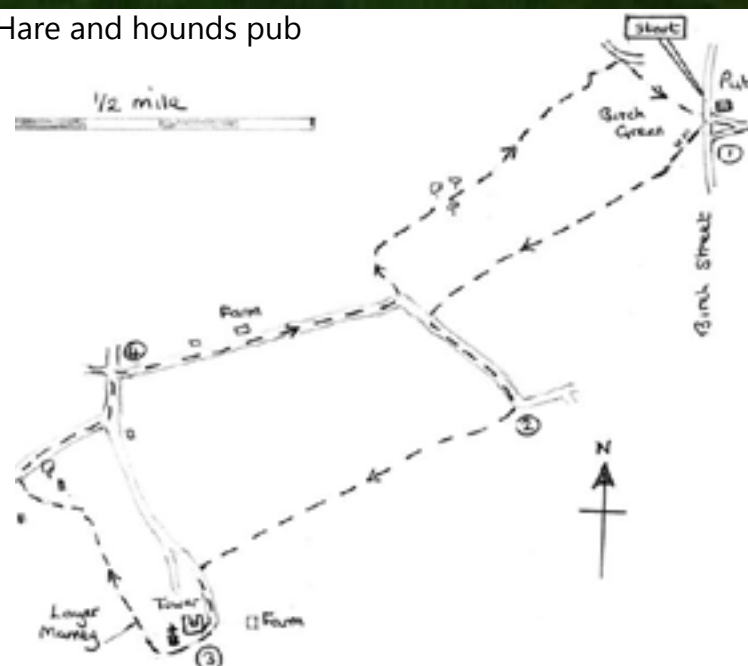 Hare and hounds pub
Start
Pub
1/2 mile
Birch
Green
1
Birch Street
Farm
4
2
N
Tower
Layer
Marney
Farm
3